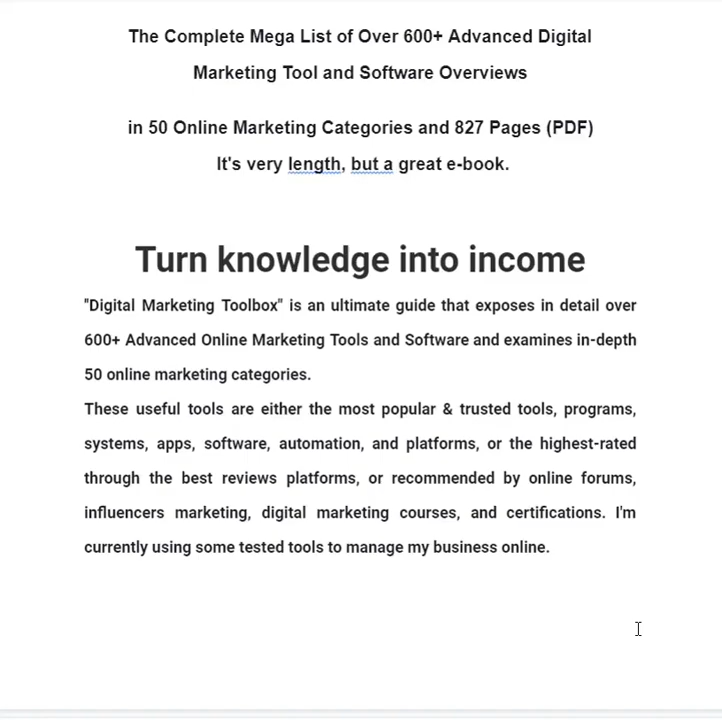 The Complete Mega List of Over 600+ Advanced Digital
Marketing Tool and Software Overviews
in 50 Online Marketing Categories and 827 Pages (PDF)
It's very length, but a great e-book.
Turn knowledge into income
"Digital Marketing Toolbox" is an ultimate guide that exposes in detail over
600+ Advanced Online Marketing Tools and Software and examines in-depth
50 online marketing categories.
These useful tools are either the most popular & trusted tools, programs,
systems, apps, software, automation, and platforms, or the highest-rated
through the best reviews platforms, or recommended by online forums,
influencers marketing, digital marketing courses, and certifications. I'm
currently using some tested tools to manage my business online.